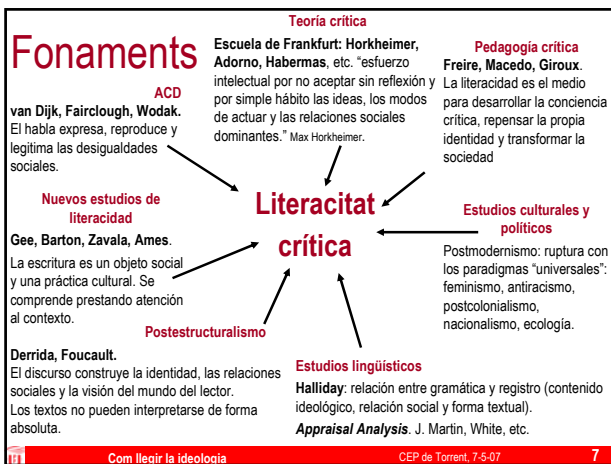 Fonaments
Teoría crítica
Escuela de Frankfurt: Horkheimer,
Adorno, Habermas, etc. “esfuerzo
intelectual por no aceptar sin reflexión y
por simple hábito las ideas, los modos
de actuar y las relaciones sociales
dominantes.” Max Horkheimer.
Pedagogía crítica
Freire, Macedo, Giroux.
La literacidad es el medio
para desarrollar la conciencia
crítica, repensar la propia
identidad y transformar la
sociedad
ACD
van Dijk, Fairclough, Wodak.
El habla expresa, reproduce y
legitima las desigualdades
sociales.
Nuevos estudios de
literacidad
Gee, Barton, Zavala, Ames.
La escritura es un objeto social
y una práctica cultural. Se
comprende prestando atención
al contexto.
Literacitat
crítica
Estudios culturales y
políticos
Postmodernismo: ruptura con
los paradigmas “universales”:
feminismo, antiracismo,
postcolonialismo,
nacionalismo, ecología.
Postestructuralismo
Derrida, Foucault.
El discurso construye la identidad, las relaciones
sociales y la visión del mundo del lector.
Los textos no pueden interpretarse de forma
absoluta.
Estudios lingüísticos
Halliday: relación entre gramática y registro (contenido
ideológico, relación social y forma textual).
Appraisal Analysis. J. Martin, White, etc.
Com llegir la ideologia
CEP de Torrent, 7-5-07
7